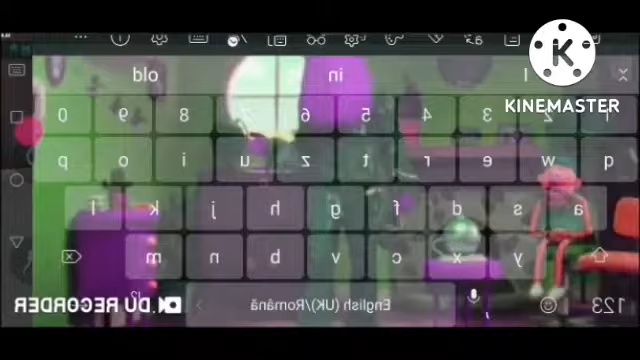 I in old
KINEMASTER
1 2 3 4 5 6 7 8 9 0
q w e r t z u i o p
a s d f g h j k l
y x c v b n m
123 , English (UK)/Română .
DU RECORDER